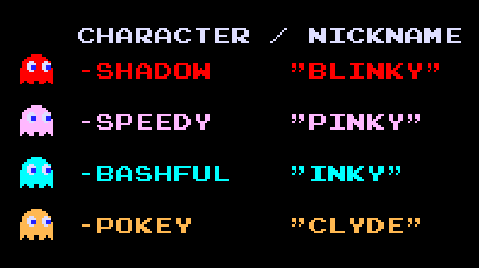 CHARACTER / NICKNAME
-SHADOW ”BLINKY”
-SPEEDY ”PINKY”
-BASHFUL ”INKY”
-POKEY ”CLYDE”